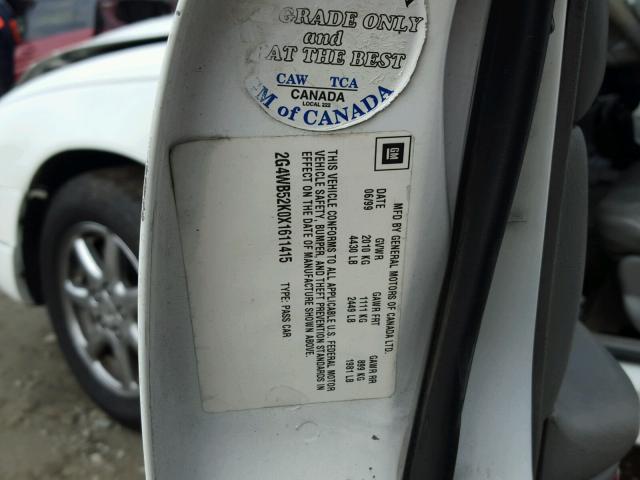 GRADE ONLY
and
AT THE BEST
CAW TCA
CANADA
LOCAL 222
GM of CANADA
GM
MFD BY GENERAL MOTORS OF CANADA LTD.
DATE GVWR GAWR FRT GAWR RR
06/99 2010 KG 1111 KG 899 KG
4430 LB 2449 LB 1981 LB
THIS VEHICLE CONFORMS TO ALL APPLICABLE U.S. FEDERAL MOTOR
VEHICLE SAFETY, BUMPER, AND THEFT PREVENTION STANDARDS IN
EFFECT ON THE DATE OF MANUFACTURE SHOWN ABOVE.
2G4WB52K0X1611415 TYPE: PASS CAR